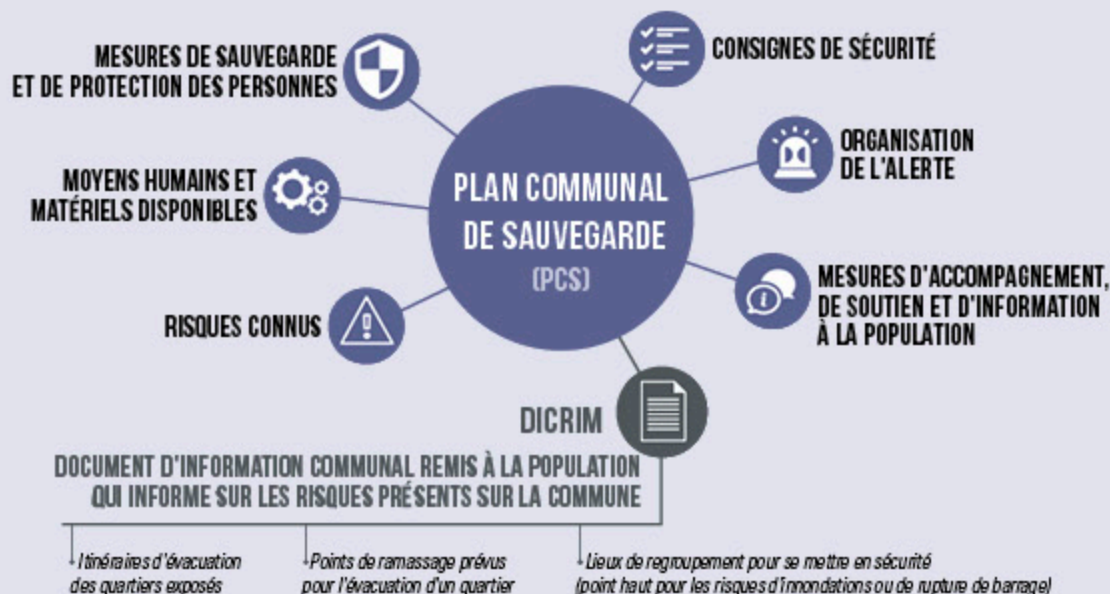 MESURES DE SAUVEGARDE
ET DE PROTECTION DES PERSONNES
CONSIGNES DE SÉCURITÉ
ORGANISATION
DE L'ALERTE
MOYENS HUMAINS ET
MATÉRIELS DISPONIBLES
PLAN COMMUNAL
DE SAUVEGARDE
(PCS)
MESURES D'ACCOMPAGNEMENT,
DE SOUTIEN ET D'INFORMATION
À LA POPULATION
RISQUES CONNUS
DICRIM
DOCUMENT D'INFORMATION COMMUNAL REMIS À LA POPULATION
QUI INFORME SUR LES RISQUES PRÉSENTS SUR LA COMMUNE
Itinéraires d'évacuation
des quartiers exposés
Points de ramassage prévus
pour l'évacuation d'un quartier
Lieux de regroupement pour se mettre en sécurité
(point haut pour les risques d'innondations ou de rupture de barrage)